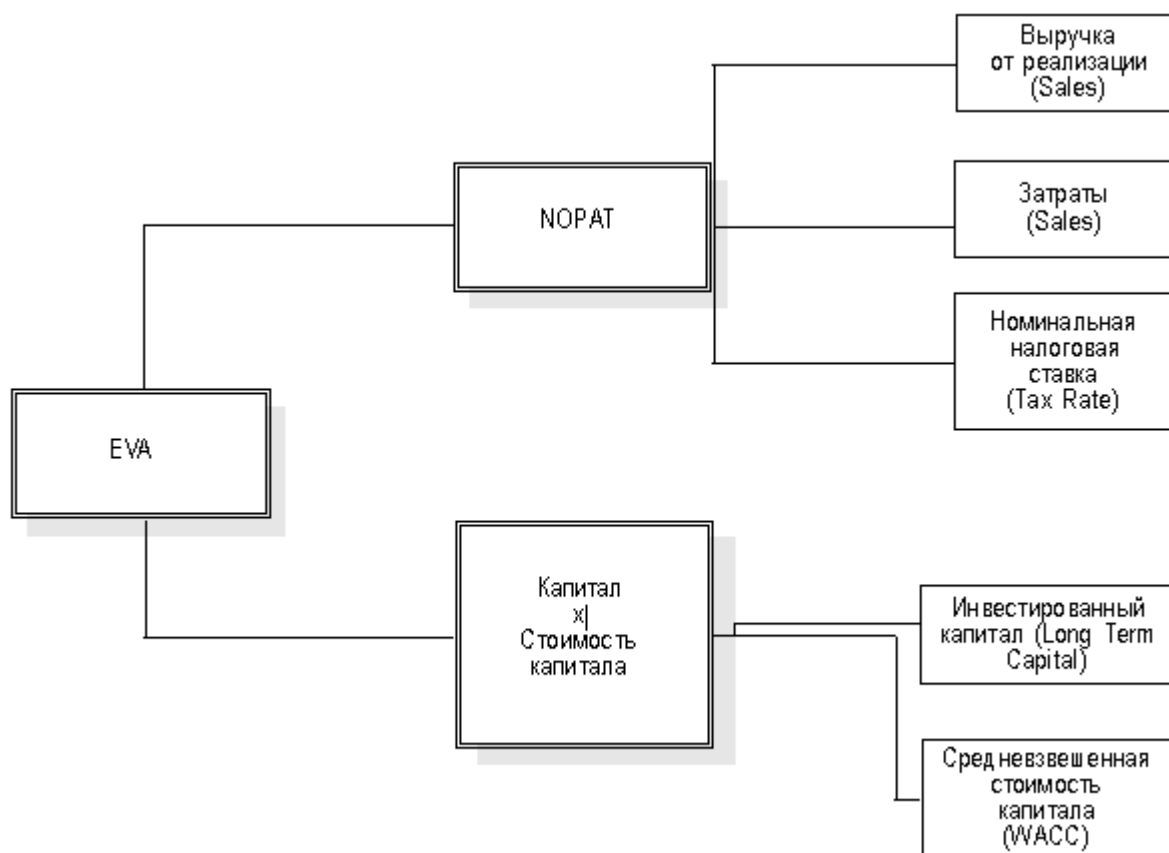 Выручка
от реализации
(Sales)
NOPAT
Затраты
(Sales)
Номинальная
налоговая
ставка
(Tax Rate)
EVA
Капитал
x|
Стоимость
капитала
Инвестированный
капитал (Long Term
Capital)
Средневзвешенная
стоимость
капитала
(WACC)